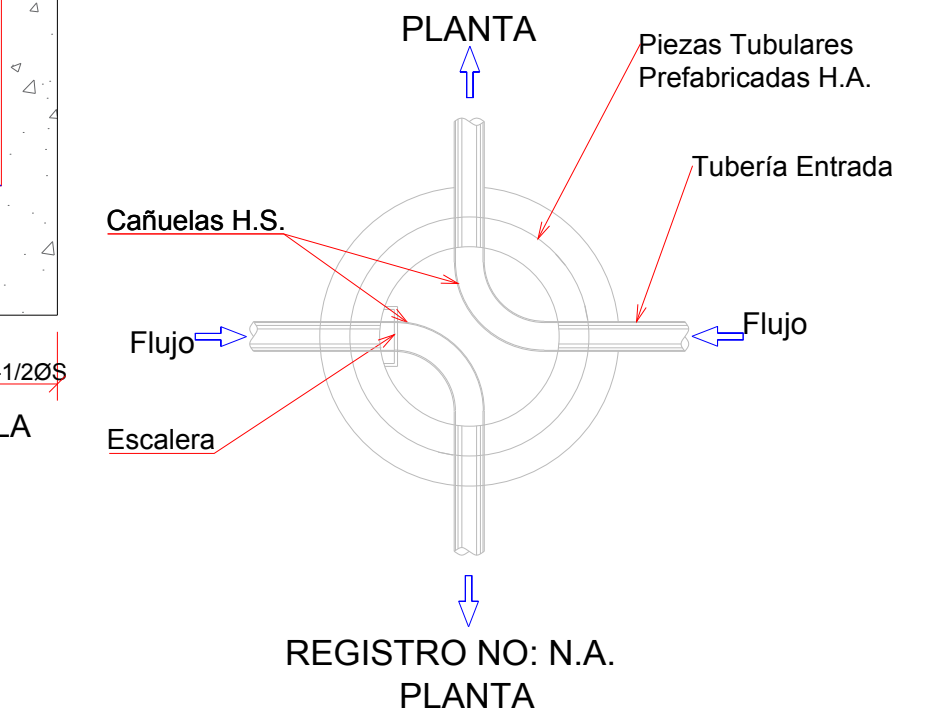 PLANTA
Piezas Tubulares
Prefabricadas H.A.
Tubería Entrada
Cañuelas H.S.
Flujo
Flujo
-1/2ØS
LA
Escalera
REGISTRO NO: N.A.
PLANTA